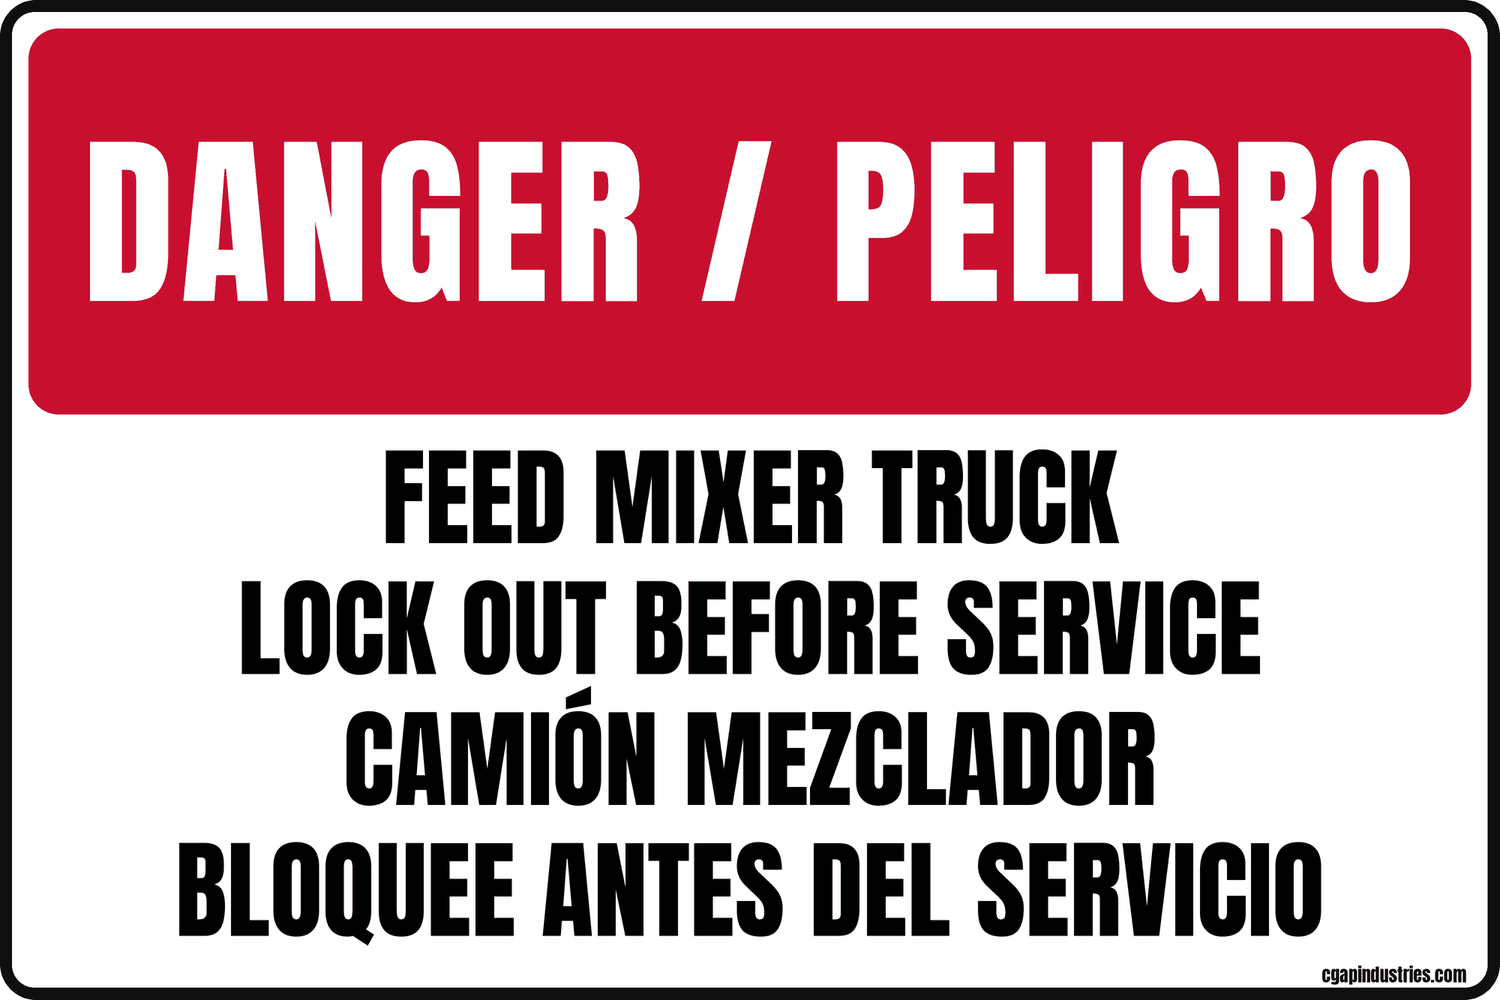 DANGER / PELIGRO
FEED MIXER TRUCK
LOCK OUT BEFORE SERVICE
CAMIÓN MEZCLADOR
BLOQUEE ANTES DEL SERVICIO
cgapindustries.com